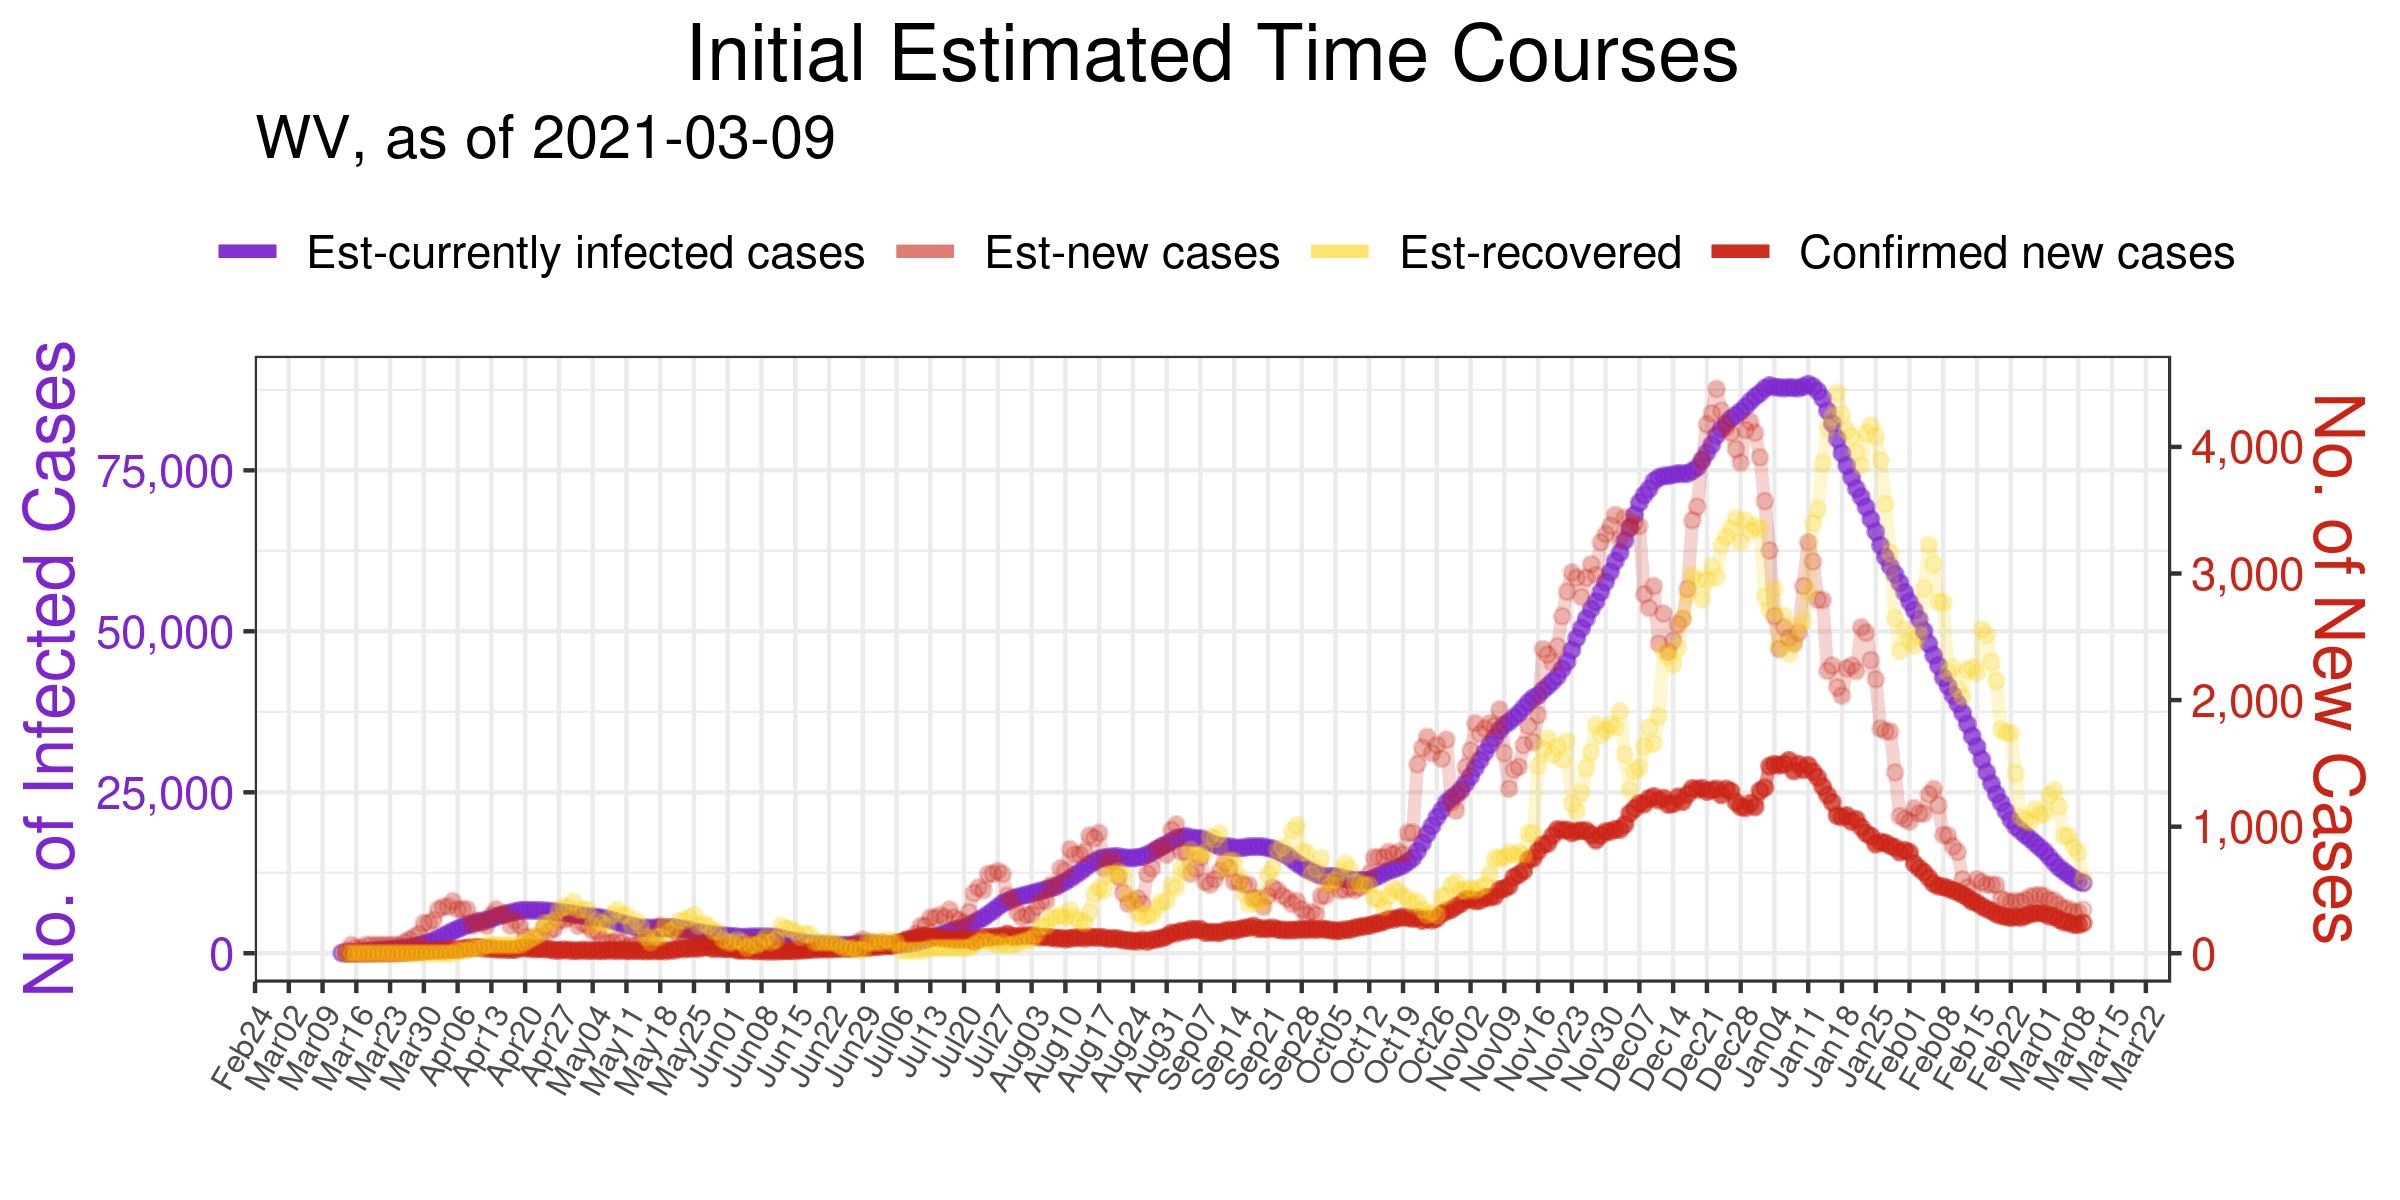 Initial Estimated Time Courses
WV, as of 2021-03-09
Est-currently infected cases Est-new cases Est-recovered Confirmed new cases
No. of Infected Cases
75,000
50,000
25,000
0
4,000
3,000
2,000
1,000
0
No. of New Cases
Feb24 Mar02 Mar09 Mar16 Mar23 Mar30 Apr06 Apr13 Apr20 Apr27 May04 May11 May18 May25 Jun01 Jun08 Jun15 Jun22 Jun29 Jul06 Jul13 Jul20 Jul27 Aug03 Aug10 Aug17 Aug24 Aug31 Sep07 Sep14 Sep21 Sep28 Oct05 Oct12 Oct19 Oct26 Nov02 Nov09 Nov16 Nov23 Nov30 Dec07 Dec14 Dec21 Dec28 Jan04 Jan11 Jan18 Jan25 Feb01 Feb08 Feb15 Feb22 Mar01 Mar08 Mar15 Mar22